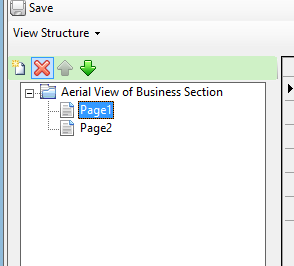 Save
View Structure
Aerial View of Business Section
Page1
Page2